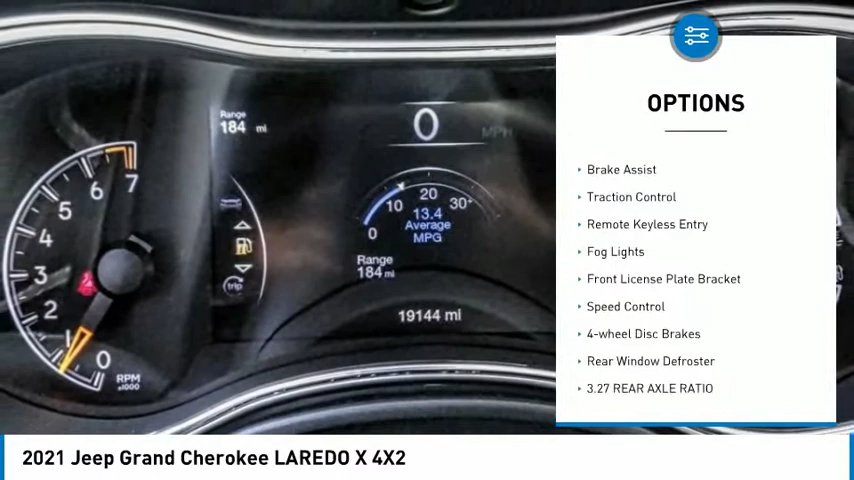 Range
184 mi
0
MPH
7
6
5
4
3
2
1
0
RPM
x1000
trip
0
10
20
30+
13.4
Average
MPG
Range
184 mi
19144 mi
OPTIONS
Brake Assist
Traction Control
Remote Keyless Entry
Fog Lights
Front License Plate Bracket
Speed Control
4-wheel Disc Brakes
Rear Window Defroster
3.27 REAR AXLE RATIO
2021 Jeep Grand Cherokee LAREDO X 4X2